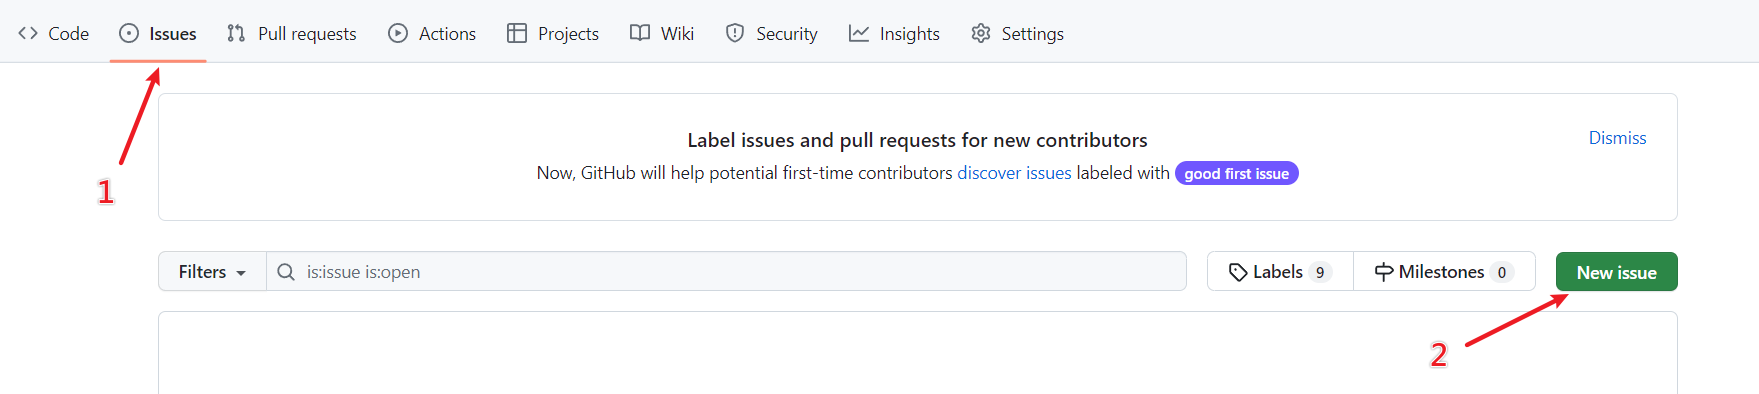 Code Issues Pull requests Actions Projects Wiki Security Insights Settings
1
Label issues and pull requests for new contributors
Dismiss
Now, GitHub will help potential first-time contributors discover issues labeled with good first issue
Filters is:issue is:open Labels 9 Milestones 0 New issue
2